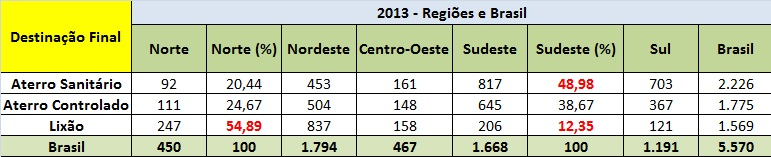 2013 - Regiões e Brasil
Destinação Final Norte Norte (%) Nordeste Centro-Oeste Sudeste Sudeste (%) Sul Brasil
Aterro Sanitário 92 20,44 453 161 817 48,98 703 2.226
Aterro Controlado 111 24,67 504 148 645 38,67 367 1.775
Lixão 247 54,89 837 158 206 12,35 121 1.569
Brasil 450 100 1.794 467 1.668 100 1.191 5.570